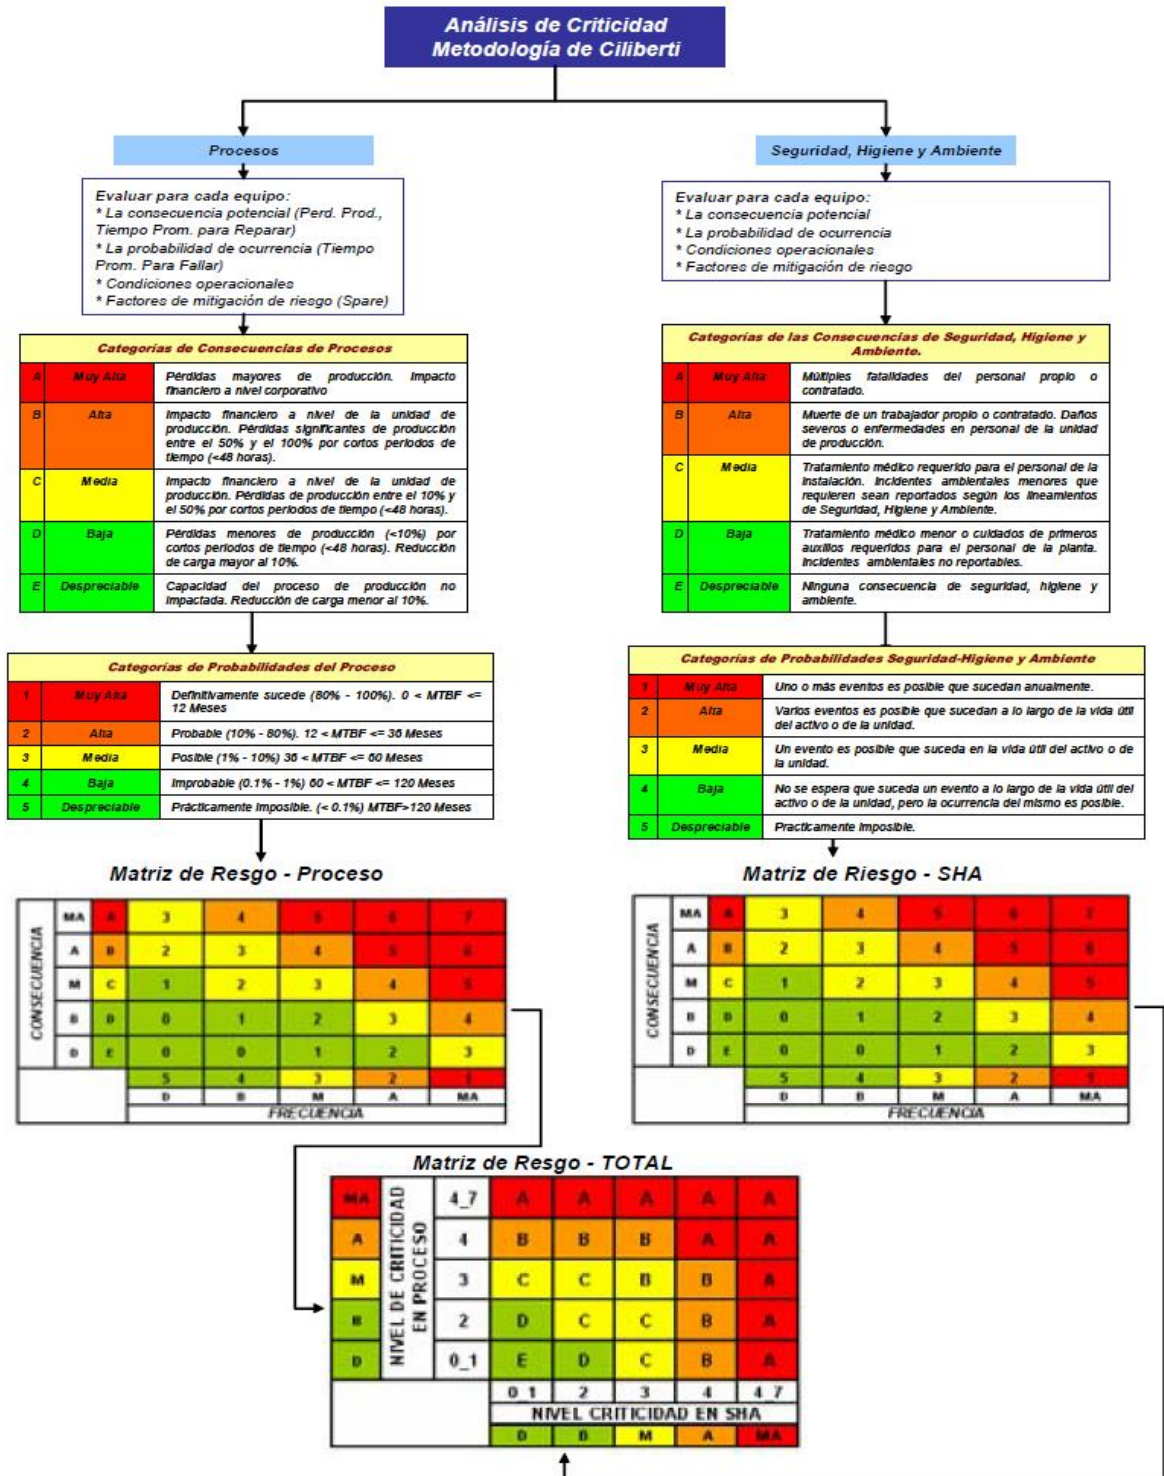 Análisis de Criticidad
Metodología de Ciliberti
Procesos
Evaluar para cada equipo:
* La consecuencia potencial (Perd. Prod.,
Tiempo Prom. para Reparar)
* La probabilidad de ocurrencia (Tiempo
Prom. Para Fallar)
* Condiciones operacionales
* Factores de mitigación de riesgo (Spare)
Categorías de Consecuencias de Procesos
A Muy Alta Pérdidas mayores de producción. Impacto
financiero a nivel corporativo
B Alta Impacto financiero a nivel de la unidad de
producción. Pérdidas significantes de producción
entre el 50% y el 100% por cortos periodos de
tiempo (<48 horas).
C Media Impacto financiero a nivel de la unidad de
producción. Pérdidas de producción entre el 10% y
el 50% por cortos periodos de tiempo (<48 horas).
D Baja Pérdidas menores de producción (<10%) por
cortos periodos de tiempo (<48 horas). Reducción
de carga mayor al 10%.
E Despreciable Capacidad del proceso de producción no
impactada. Reducción de carga menor al 10%.
Categorías de Probabilidades del Proceso
1 Muy Alta Definitivamente sucede (80% - 100%). 0 < MTBF <=
12 Meses
2 Alta Probable (10% - 80%). 12 < MTBF <= 36 Meses
3 Media Posible (1% - 10%) 36 < MTBF <= 60 Meses
4 Baja Improbable (0.1% - 1%) 60 < MTBF <= 120 Meses
5 Despreciable Prácticamente Imposible. (< 0.1%) MTBF>120 Meses
Matriz de Resgo - Proceso
CONSECUENCIA
MA A 3 4 5 6 7
A B 2 3 4 5 6
M C 1 2 3 4 5
B D 0 1 2 3 4
D E 0 0 1 2 3
5 4 3 2 1
D B M A MA
FRECUENCIA
Seguridad, Higiene y Ambiente
Evaluar para cada equipo:
* La consecuencia potencial
* La probabilidad de ocurrencia
* Condiciones operacionales
* Factores de mitigación de riesgo
Categorías de las Consecuencias de Seguridad, Higiene y
Ambiente.
A Muy Alta Múltiples fatalidades del personal propio o
contratado.
B Alta Muerte de un trabajador propio o contratado. Daños
severos o enfermedades en personal de la unidad
de producción.
C Media Tratamiento médico requerido para el personal de la
Instalación. Incidentes ambientales menores que
requieren sean reportados según los lineamientos
de Seguridad, Higiene y Ambiente.
D Baja Tratamiento médico menor o cuidados de primeros
auxilios requeridos para el personal de la planta.
Incidentes ambientales no reportables.
E Despreciable Ninguna consecuencia de seguridad, higiene y
ambiente.
Categorías de Probabilidades Seguridad-Higiene y Ambiente
1 Muy Alta Uno o más eventos es posible que sucedan anualmente.
2 Alta Varios eventos es posible que sucedan a lo largo de la vida útil
del activo o de la unidad.
3 Media Un evento es posible que suceda en la vida útil del activo o de
la unidad.
4 Baja No se espera que suceda un evento a lo largo de la vida útil del
activo o de la unidad, pero la ocurrencia del mismo es posible.
5 Despreciable Practicamente Imposible.
Matriz de Riesgo - SHA
CONSECUENCIA
MA A 3 4 5 6 7
A B 2 3 4 5 6
M C 1 2 3 4 5
B D 0 1 2 3 4
D E 0 0 1 2 3
5 4 3 2 1
D B M A MA
FRECUENCIA
Matriz de Resgo - TOTAL
NIVEL DE CRITICIDAD
EN PROCESO
MA 4_7 A A A A A
A 4 B B B A A
M 3 C C B B A
B 2 D C C B A
D 0_1 E D C B A
0_1 2 3 4 4_7
NIVEL CRITICIDAD EN SHA
D B M A MA